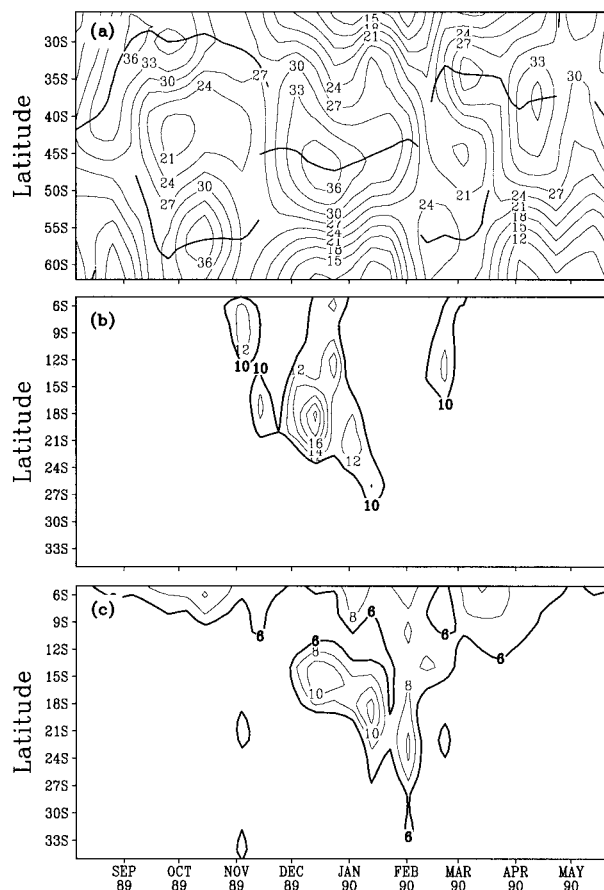 (a)
Latitude
30S
35S
40S
45S
50S
55S
60S
36
33
30
24
27
21
24
27
30
36
15
18
21
30
33
24
27
36
30
27
24
21
18
15
24
27
24
21
33
30
24
21
18
15
12
27
(b)
Latitude
6S
9S
12S
15S
18S
21S
24S
27S
30S
33S
12
10
10
12
16
14
12
10
10
(c)
Latitude
6S
9S
12S
15S
18S
21S
24S
27S
30S
33S
6
6
8
10
8
6
10
8
6
6
6
SEP
89
OCT
89
NOV
89
DEC
89
JAN
90
FEB
90
MAR
90
APR
90
MAY
90